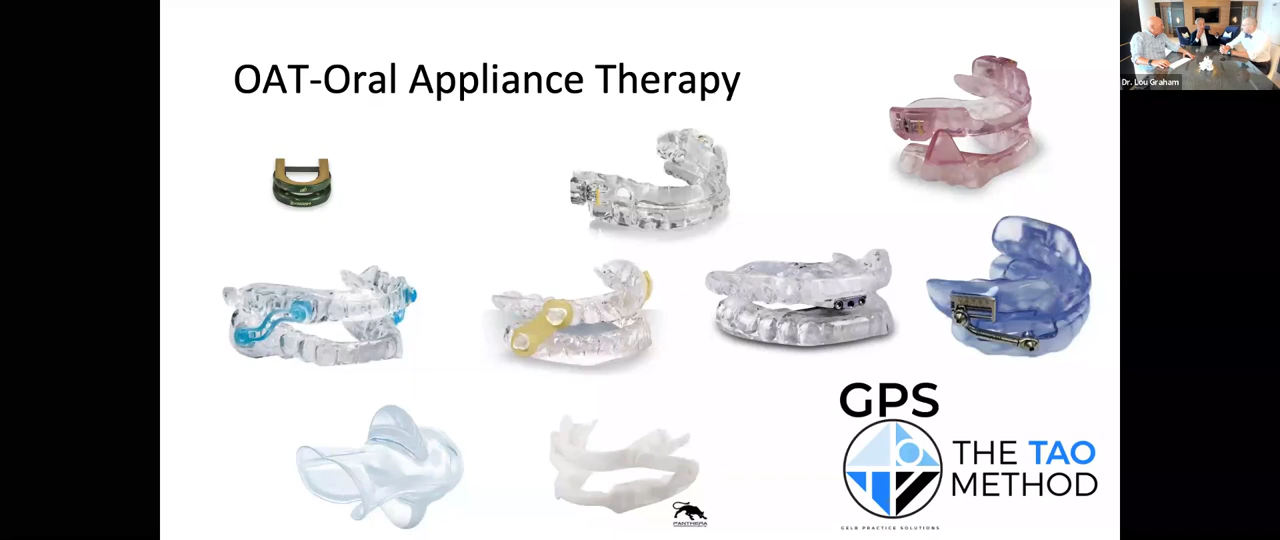 OAT-Oral Appliance Therapy
Dr. Lou Graham
GPS
THE TAO
METHOD
GELB PRACTICE SOLUTIONS
PANTHERA